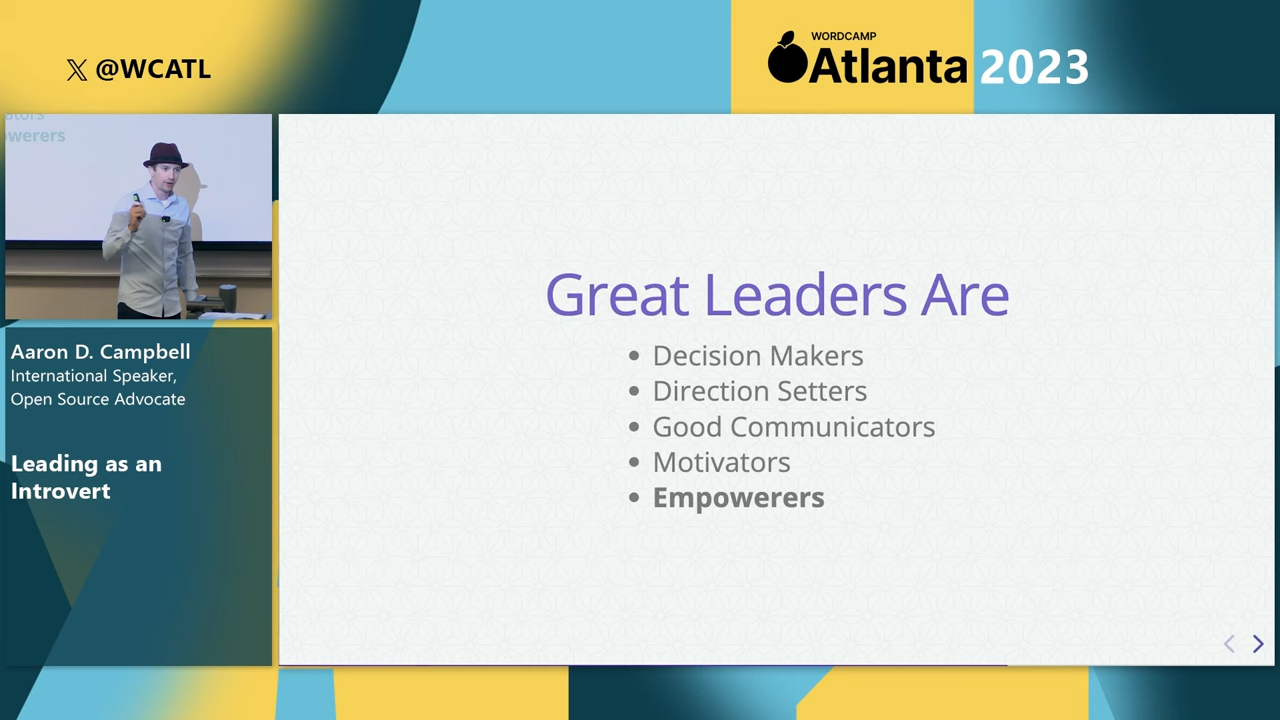 𝕏 @WCATL
WORDCAMP
Atlanta 2023
werers
Aaron D. Campbell
International Speaker,
Open Source Advocate
Leading as an
Introvert
Great Leaders Are
• Decision Makers
• Direction Setters
• Good Communicators
• Motivators
• Empowerers